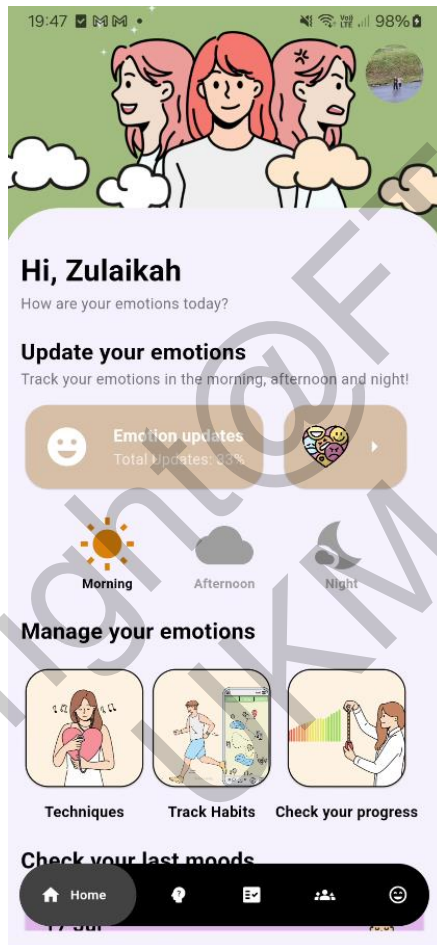 19:47 98%
Hi, Zulaikah
How are your emotions today?
Update your emotions
Track your emotions in the morning, afternoon and night!
Emotion updates
Total Updates: 33%
Morning Afternoon Night
Manage your emotions
Techniques Track Habits Check your progress
Check your last moods
Home